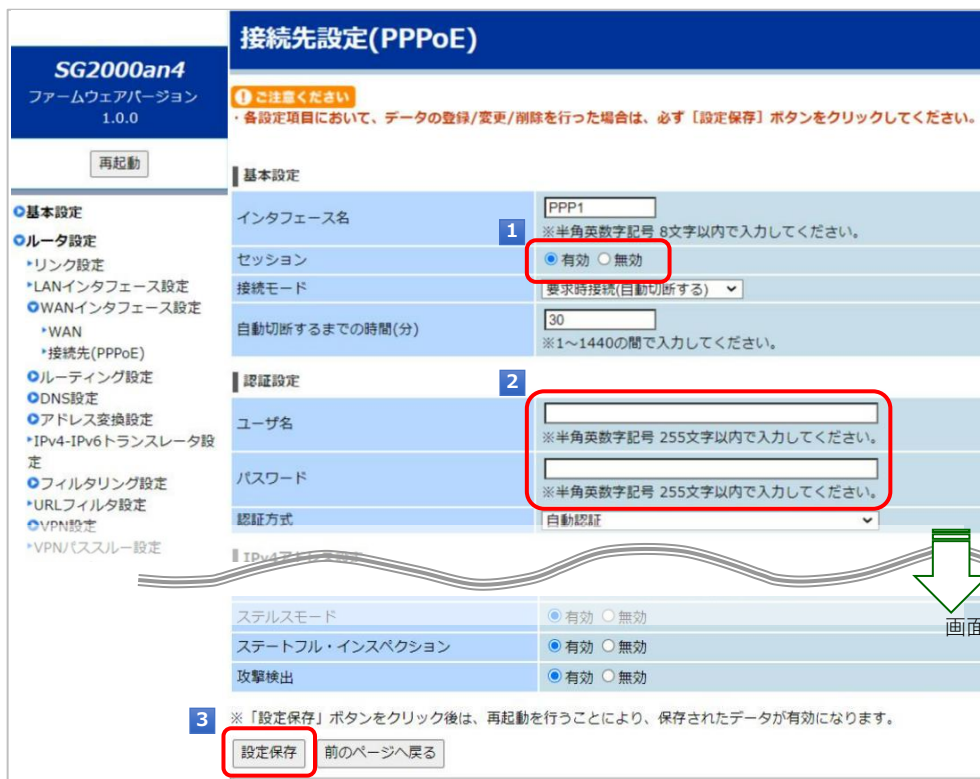 接続先設定(PPPoE)
SG2000an4
ファームウェアバージョン
1.0.0
再起動
ご注意ください
・各設定項目において、データの登録/変更/削除を行った場合は、必ず［設定保存］ボタンをクリックしてください。
基本設定
ルータ設定
リンク設定
LANインタフェース設定
WANインタフェース設定
WAN
接続先(PPPoE)
ルーティング設定
DNS設定
アドレス変換設定
IPv4-IPv6トランスレータ設
定
フィルタリング設定
URLフィルタ設定
VPN設定
VPNパススルー設定
基本設定
インタフェース名
PPP1
※半角英数字記号 8文字以内で入力してください。
1
セッション
有効 無効
接続モード
要求時接続(自動切断する)
自動切断するまでの時間(分)
30
※1～1440の間で入力してください。
認証設定
2
ユーザ名
※半角英数字記号 255文字以内で入力してください。
パスワード
※半角英数字記号 255文字以内で入力してください。
認証方式
自動認証
ステルスモード
有効 無効
画面
ステートフル・インスペクション
有効 無効
攻撃検出
有効 無効
3
※「設定保存」ボタンをクリック後は、再起動を行うことにより、保存されたデータが有効になります。
設定保存 前のページへ戻る